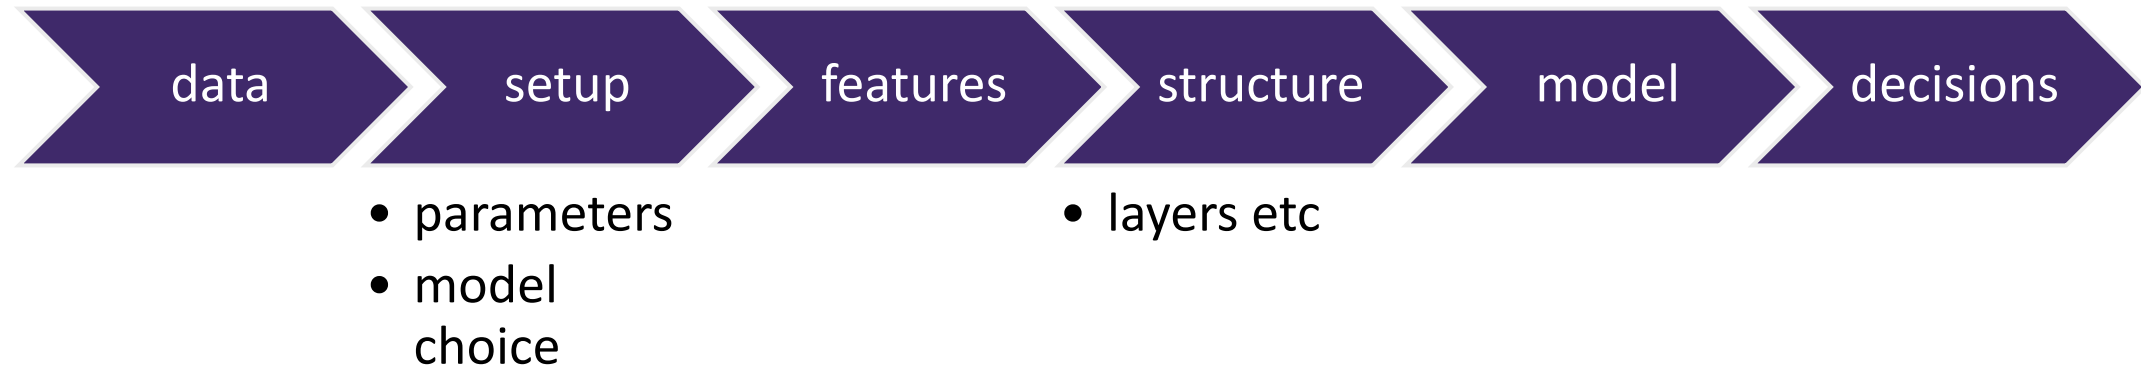 data setup features structure model decisions
• parameters
• model
choice
• layers etc